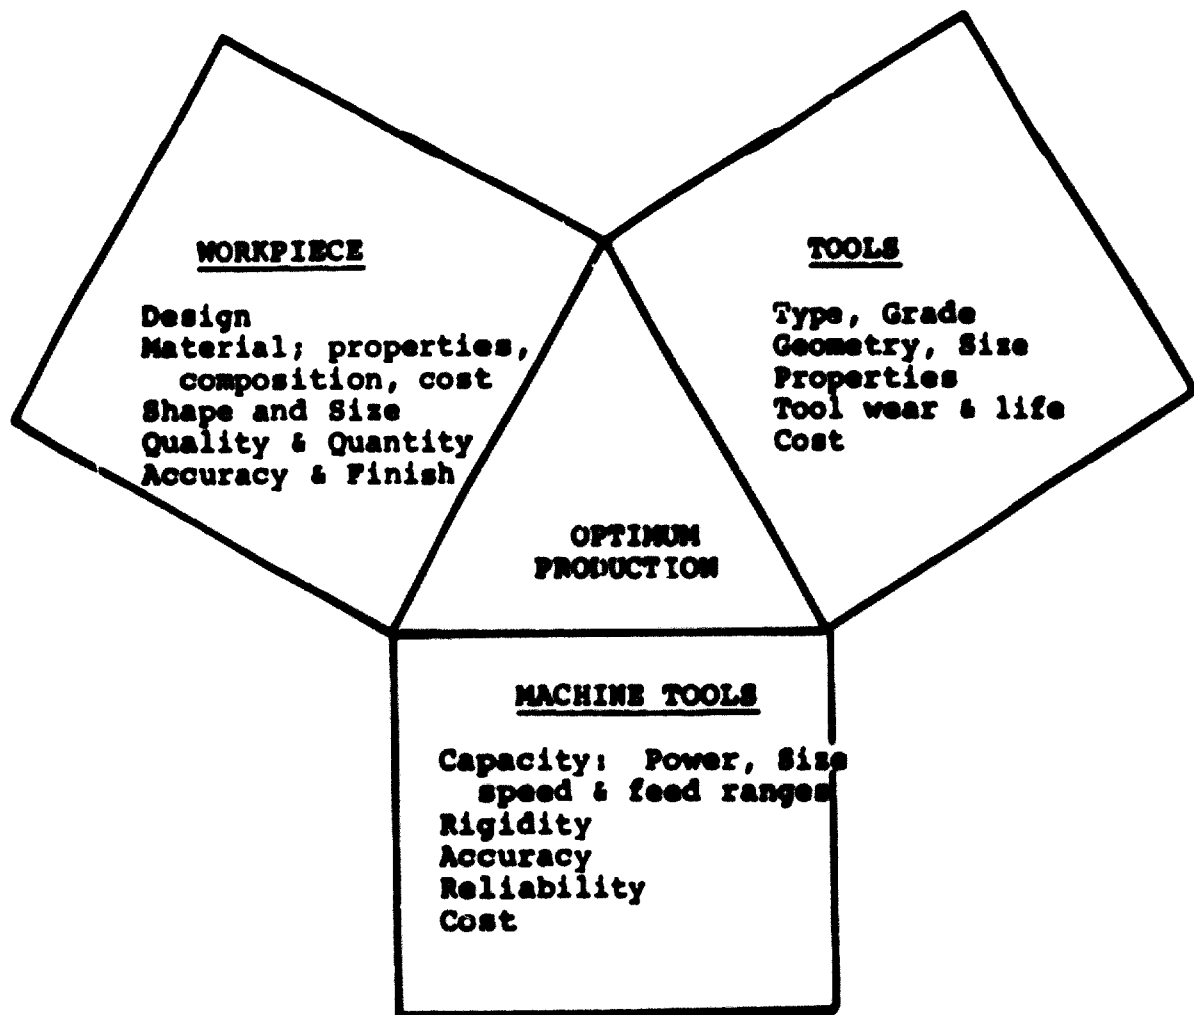 WORKPIECE
Design
Material; properties,
composition, cost
Shape and Size
Quality & Quantity
Accuracy & Finish
TOOLS
Type, Grade
Geometry, Size
Properties
Tool wear & life
Cost
OPTIMUM
PRODUCTION
MACHINE TOOLS
Capacity: Power, Size
speed & feed ranges
Rigidity
Accuracy
Reliability
Cost